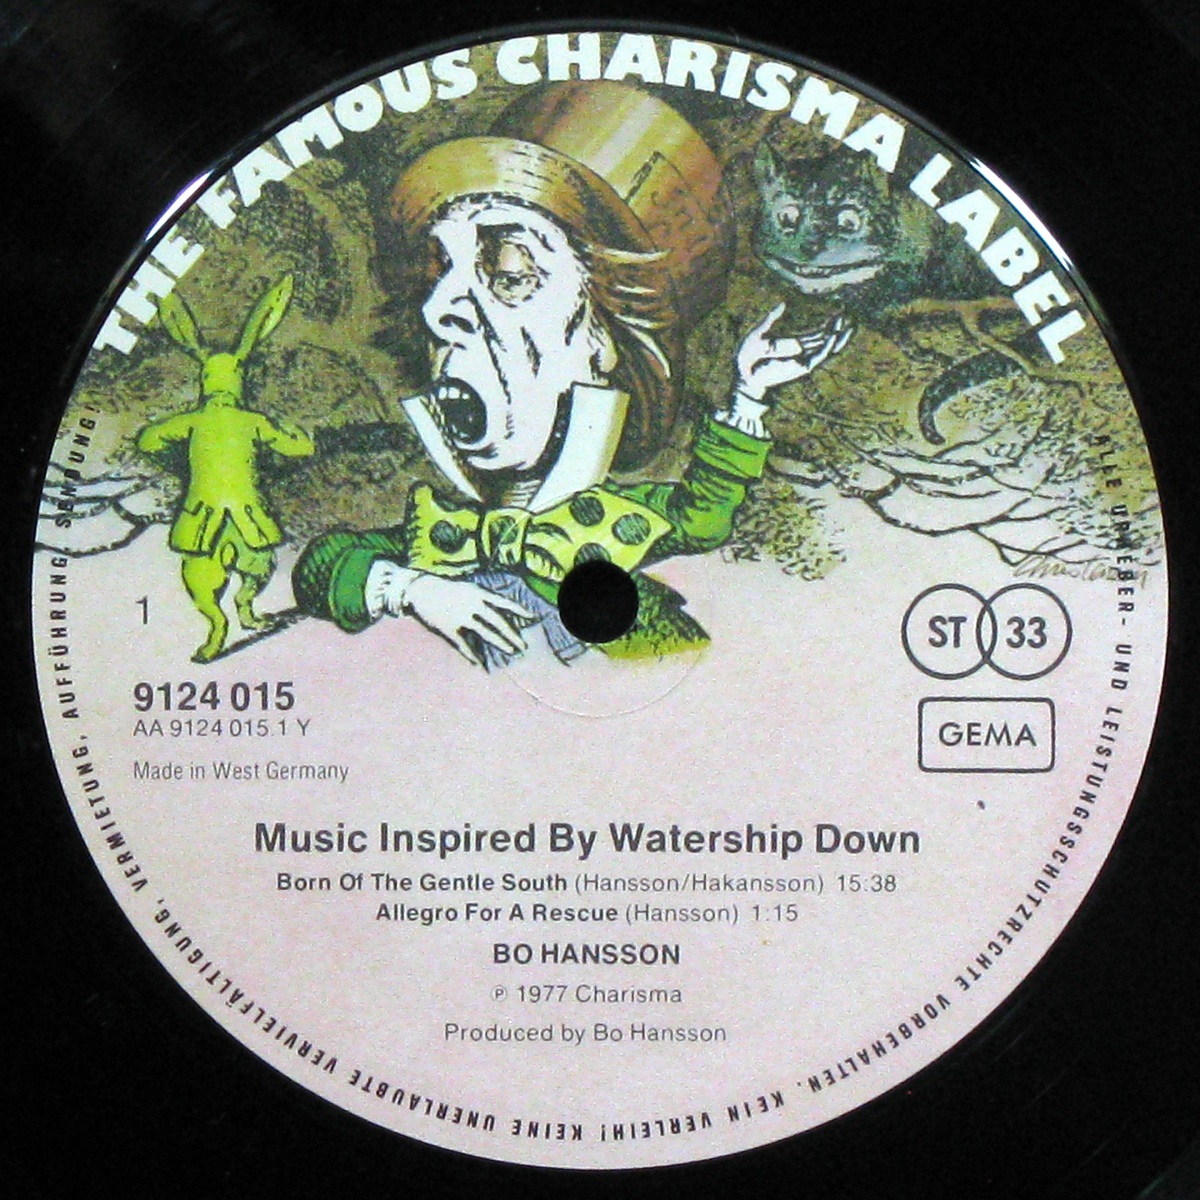 THE FAMOUS CHARISMA LABEL
1
ST 33
9124 015
AA 9124 015.1 Y
GEMA
Made in West Germany
Music Inspired By Watership Down
Born Of The Gentle South (Hansson/Hakansson) 15:38
Allegro For A Rescue (Hansson) 1:15
BO HANSSON
℗ 1977 Charisma
Produced by Bo Hansson
ALLE URHEBER- UND LEISTUNGSSCHUTZRECHTE VORBEHALTEN. KEIN VERLEIH! KEINE UNERLAUBTE VERVIELFÄLTIGUNG, VERMIETUNG, AUFFÜHRUNG, SENDUNG!